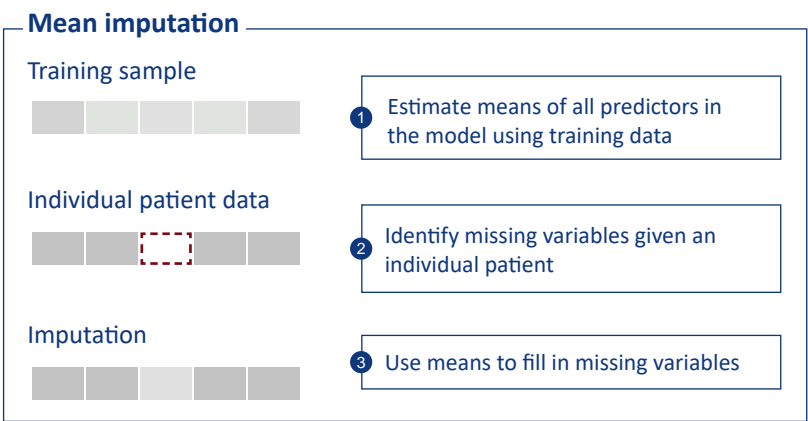 Mean imputation
Training sample
1
Estimate means of all predictors in
the model using training data
Individual patient data
2
Identify missing variables given an
individual patient
Imputation
3
Use means to fill in missing variables